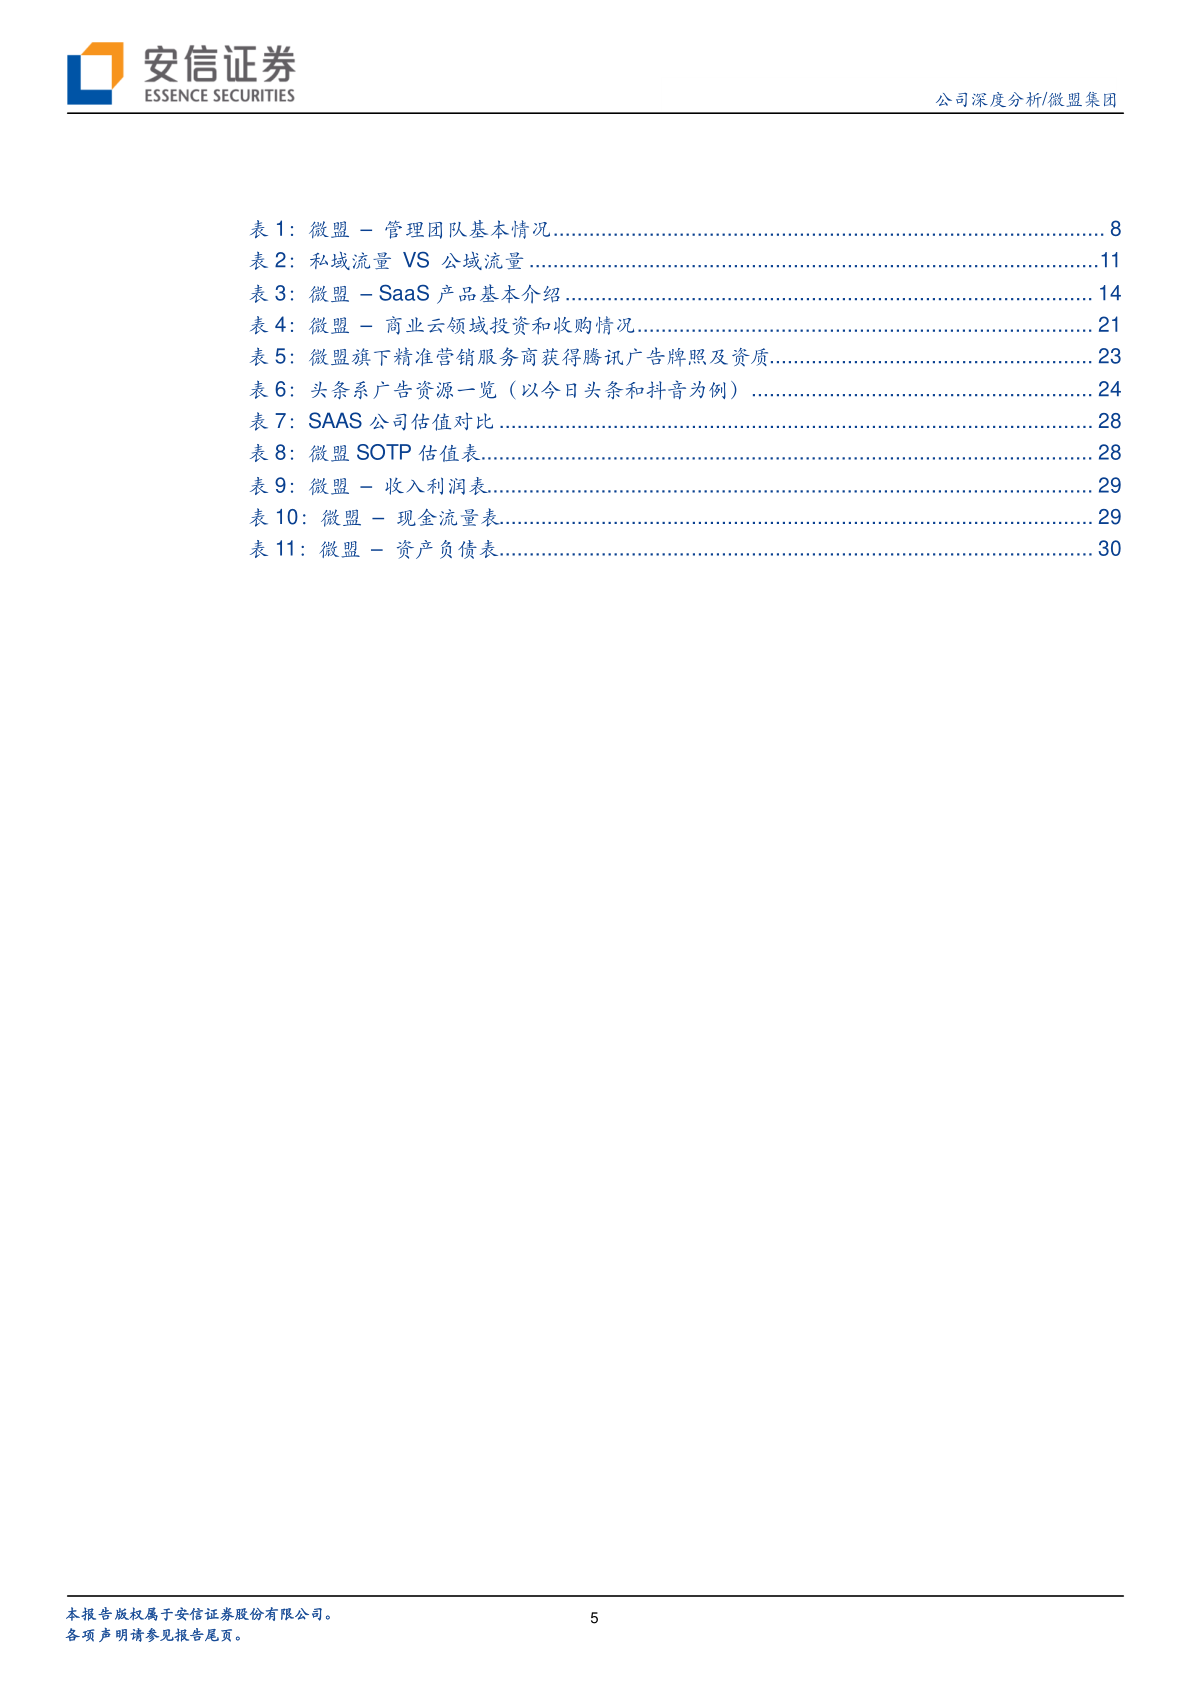 安信证券
ESSENCE SECURITIES
公司深度分析/微盟集团
表 1：微盟 – 管理团队基本情况............................................................................................ 8
表 2：私域流量 VS 公域流量 ...............................................................................................11
表 3：微盟 – SaaS 产品基本介绍 ........................................................................................ 14
表 4：微盟 – 商业云领域投资和收购情况............................................................................ 21
表 5：微盟旗下精准营销服务商获得腾讯广告牌照及资质...................................................... 23
表 6：头条系广告资源一览（以今日头条和抖音为例） ......................................................... 24
表 7：SAAS 公司估值对比 ................................................................................................... 28
表 8：微盟 SOTP 估值表...................................................................................................... 28
表 9：微盟 – 收入利润表..................................................................................................... 29
表 10：微盟 – 现金流量表................................................................................................... 29
表 11：微盟 – 资产负债表................................................................................................... 30
本报告版权属于安信证券股份有限公司。
5
各项声明请参见报告尾页。